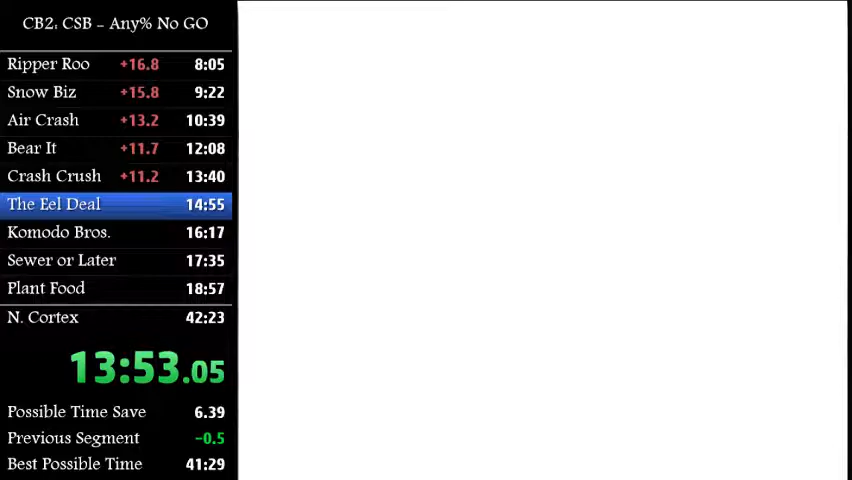 CB2: CSB - Any% No GO
Ripper Roo +16.8 8:05
Snow Biz +15.8 9:22
Air Crash +13.2 10:39
Bear It +11.7 12:08
Crash Crush +11.2 13:40
The Eel Deal 14:55
Komodo Bros. 16:17
Sewer or Later 17:35
Plant Food 18:57
N. Cortex 42:23
13:53.05
Possible Time Save 6.39
Previous Segment -0.5
Best Possible Time 41:29